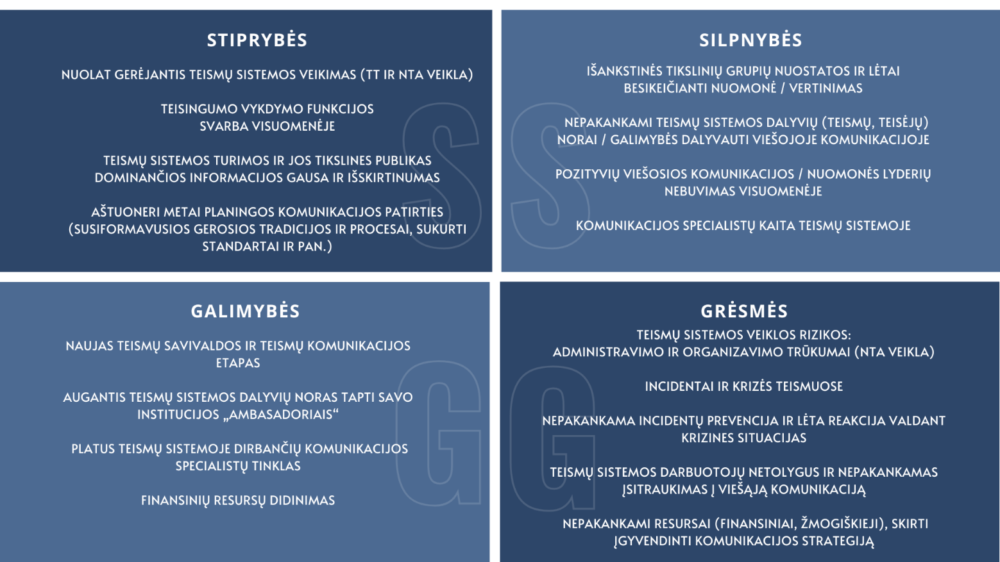 STIPRYBĖS
NUOLAT GERĖJANTIS TEISMŲ SISTEMOS VEIKIMAS (TT IR NTA VEIKLA)
TEISINGUMO VYKDYMO FUNKCIJOS
SVARBA VISUOMENĖJE
TEISMŲ SISTEMOS TURIMOS IR JOS TIKSLINES PUBLIKAS
DOMINANČIOS INFORMACIJOS GAUSA IR IŠSKIRTINUMAS
AŠTUONERI METAI PLANINGOS KOMUNIKACIJOS PATIRTIES
(SUSIFORMAVUSIOS GEROSIOS TRADICIJOS IR PROCESAI, SUKURTI
STANDARTAI IR PAN.)
S
SILPNYBĖS
IŠANKSTINĖS TIKSLINIŲ GRUPIŲ NUOSTATOS IR LĖTAI
BESIKEIČIANTI NUOMONĖ / VERTINIMAS
NEPAKANKAMI TEISMŲ SISTEMOS DALYVIŲ (TEISMŲ, TEISĖJŲ)
NORAI / GALIMYBĖS DALYVAUTI VIEŠOJOJE KOMUNIKACIJOJE
POZITYVIŲ VIEŠOSIOS KOMUNIKACIJOS / NUOMONĖS LYDERIŲ
NEBUVIMAS VISUOMENĖJE
KOMUNIKACIJOS SPECIALISTŲ KAITA TEISMŲ SISTEMOJE
S
GALIMYBĖS
NAUJAS TEISMŲ SAVIVALDOS IR TEISMŲ KOMUNIKACIJOS
ETAPAS
AUGANTIS TEISMŲ SISTEMOS DALYVIŲ NORAS TAPTI SAVO
INSTITUCIJOS „AMBASADORIAIS“
PLATUS TEISMŲ SISTEMOJE DIRBANČIŲ KOMUNIKACIJOS
SPECIALISTŲ TINKLAS
FINANSINIŲ RESURSŲ DIDINIMAS
G
GRĖSMĖS
TEISMŲ SISTEMOS VEIKLOS RIZIKOS:
ADMINISTRAVIMO IR ORGANIZAVIMO TRŪKUMAI (NTA VEIKLA)
INCIDENTAI IR KRIZĖS TEISMUOSE
NEPAKANKAMA INCIDENTŲ PREVENCIJA IR LĖTA REAKCIJA VALDANT
KRIZINES SITUACIJAS
TEISMŲ SISTEMOS DARBUOTOJŲ NETOLYGUS IR NEPAKANKAMAS
ĮSITRAUKIMAS Į VIEŠĄJĄ KOMUNIKACIJĄ
NEPAKANKAMI RESURSAI (FINANSINIAI, ŽMOGIŠKIEJI), SKIRTI
ĮGYVENDINTI KOMUNIKACIJOS STRATEGIJĄ
G